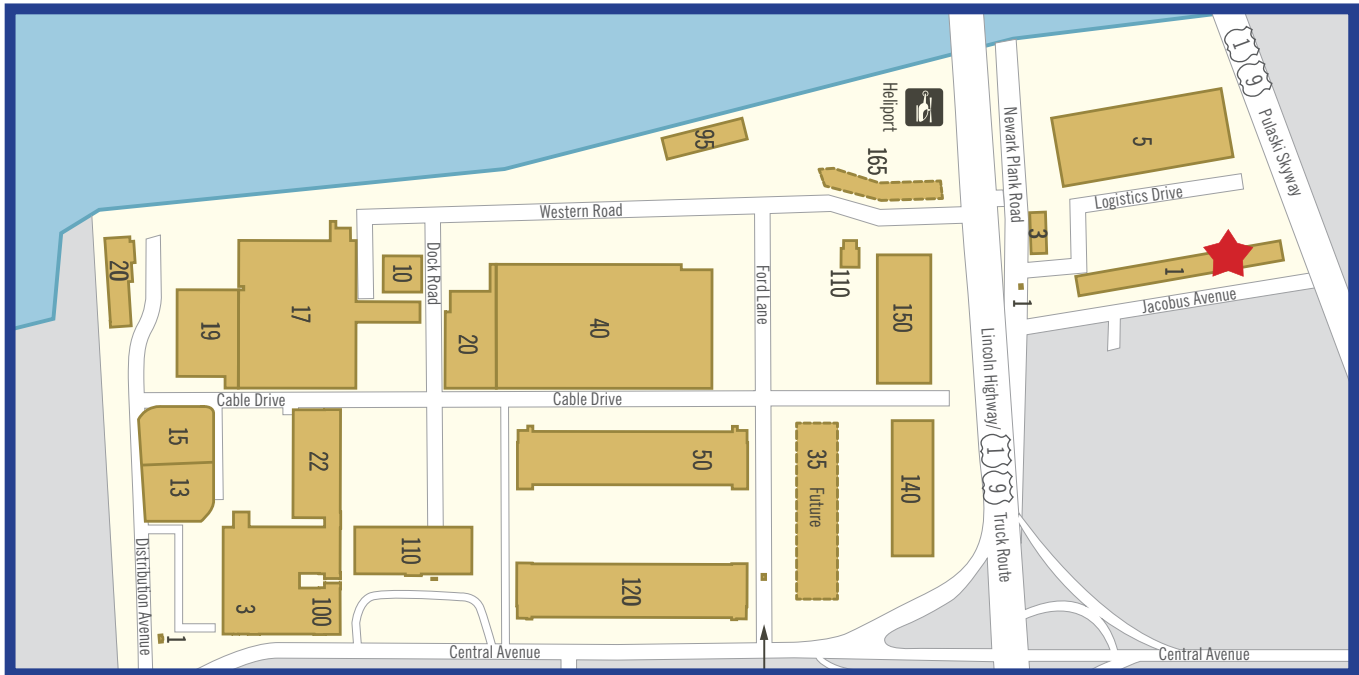 1
9
Pulaski Skyway
Heliport
Newark Plank Road
5
95
165
Logistics Drive
Western Road
3
1
1
Jacobus Avenue
20
Dock Road
10
Ford Lane
110
150
17
19
20
40
Lincoln Highway/
1
9
Truck Route
Cable Drive
Cable Drive
15
13
22
50
35 Future
140
110
120
Distribution Avenue
3
100
1
Central Avenue
Central Avenue